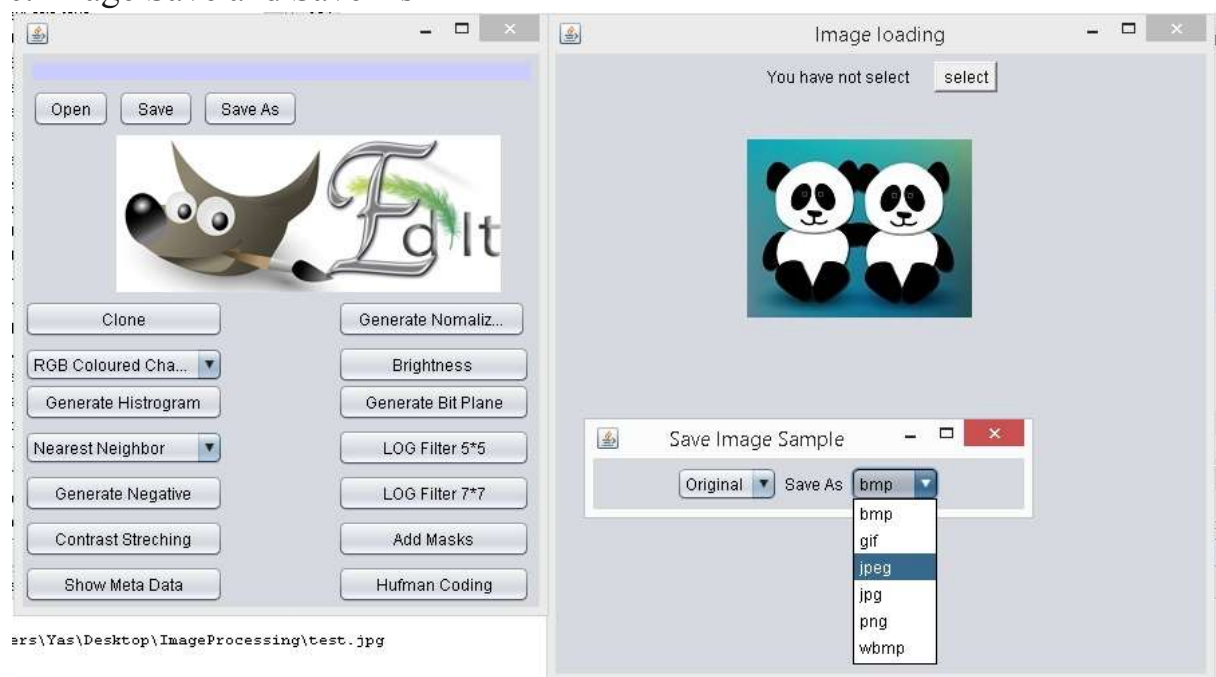 Image loading
You have not select select
Open Save Save As
EdIt
Clone
Generate Nomaliz...
RGB Coloured Cha...
Brightness
Generate Histrogram
Generate Bit Plane
Nearest Neighbor
LOG Filter 5*5
Generate Negative
LOG Filter 7*7
Contrast Streching
Add Masks
Show Meta Data
Hufman Coding
Save Image Sample
Original Save As bmp
bmp
gif
jpeg
jpg
png
wbmp
ers\Yas\Desktop\ImageProcessing\test.jpg